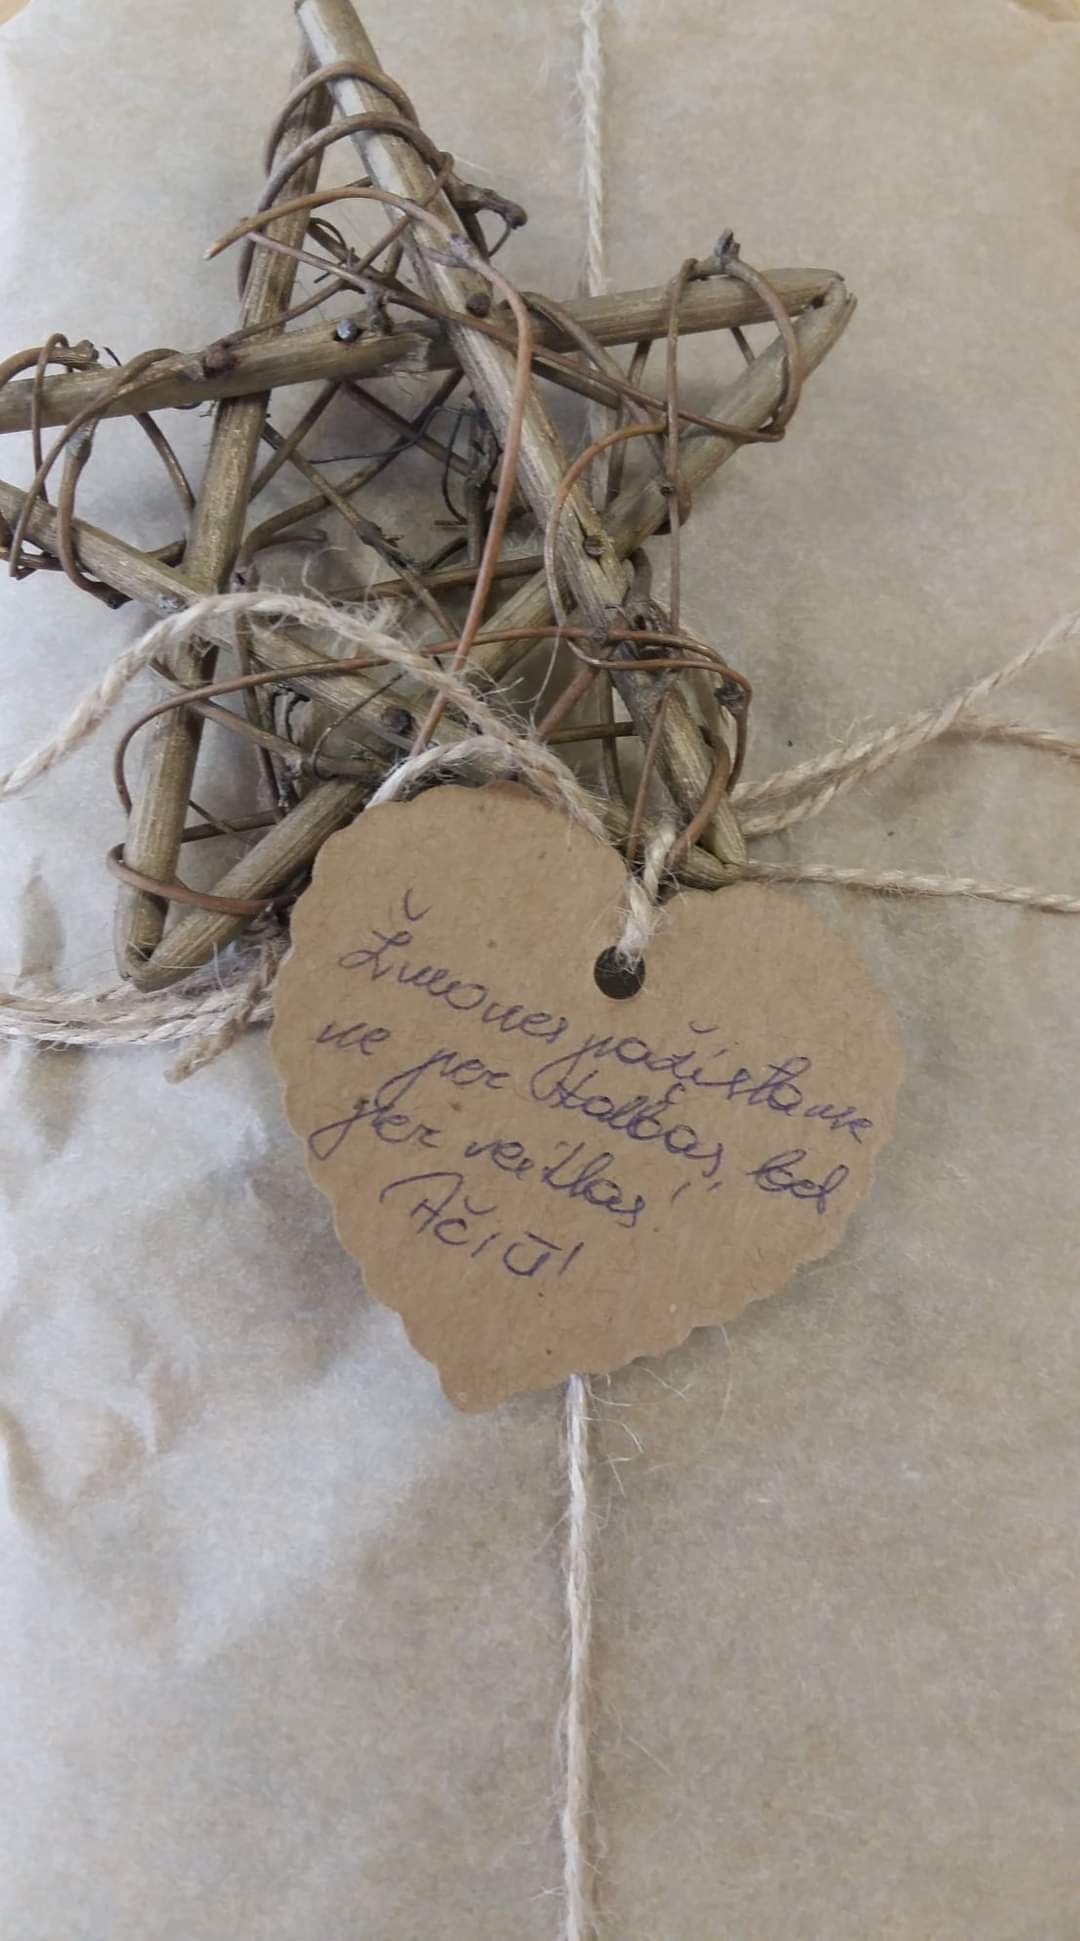 Žmones pažįstame
ne per kalbas, bet
per veiklas!
AČIŪ!